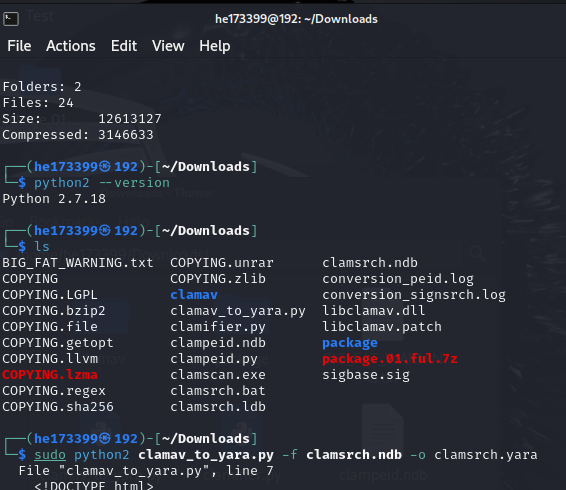 Test
he173399@192: ~/Downloads
File Actions Edit View Help
Folders: 2
Files: 24
Size: 12613127
Compressed: 3146633
┌──(he173399㉿192)-[~/Downloads]
└─$ python2 --version
Python 2.7.18
┌──(he173399㉿192)-[~/Downloads]
└─$ ls
BIG_FAT_WARNING.txt COPYING.unrar clamsrch.ndb
COPYING COPYING.zlib conversion_peid.log
COPYING.LGPL clamav conversion_signsrch.log
COPYING.bzip2 clamav_to_yara.py libclamav.dll
COPYING.file clamifier.py libclamav.patch
COPYING.getopt clampeid.ndb package
COPYING.llvm clampeid.py package.01.ful.7z
COPYING.lzma clamscan.exe sigbase.sig
COPYING.regex clamsrch.bat
COPYING.sha256 clamsrch.ldb
┌──(he173399㉿192)-[~/Downloads]
└─$ sudo python2 clamav_to_yara.py -f clamsrch.ndb -o clamsrch.yara
File "clamav_to_yara.py", line 7
<!DOCTYPE html>
clampeid.ndb